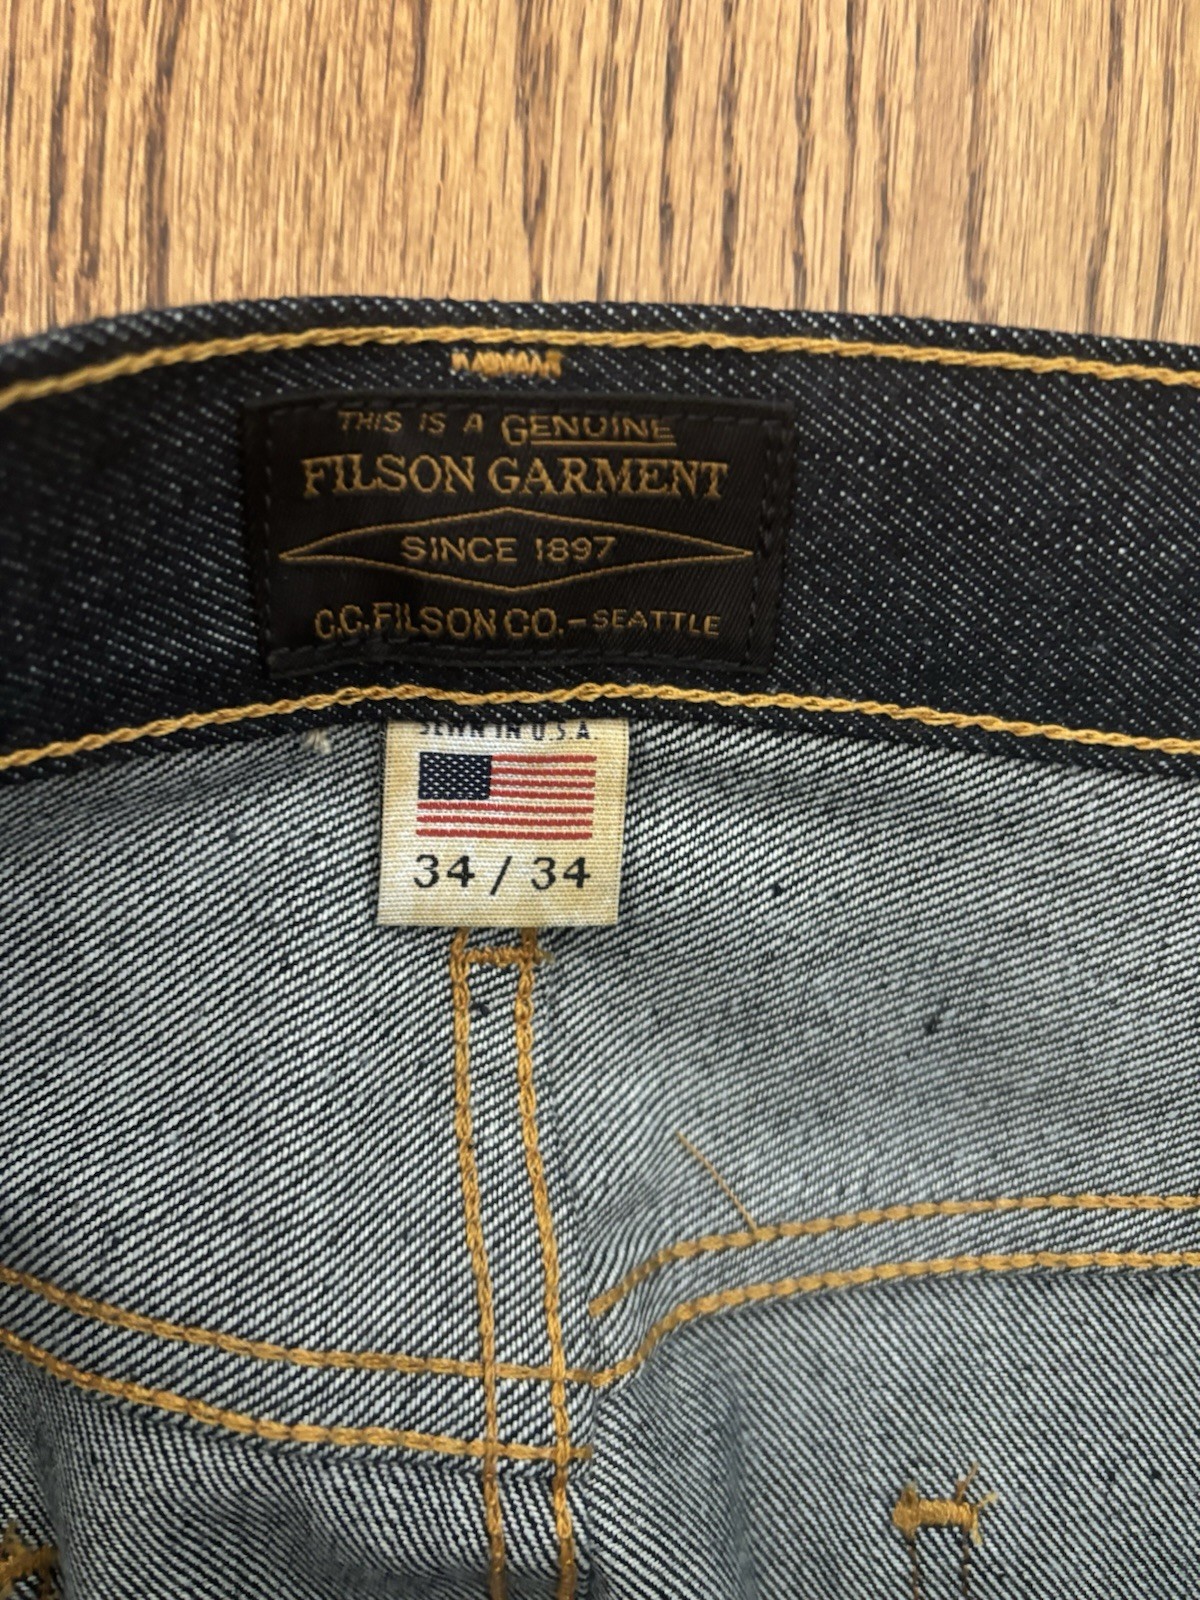 THIS IS A GENUINE
FILSON GARMENT
SINCE 1897
C.C.FILSON CO.-SEATTLE
SEWN IN U.S.A
34 / 34